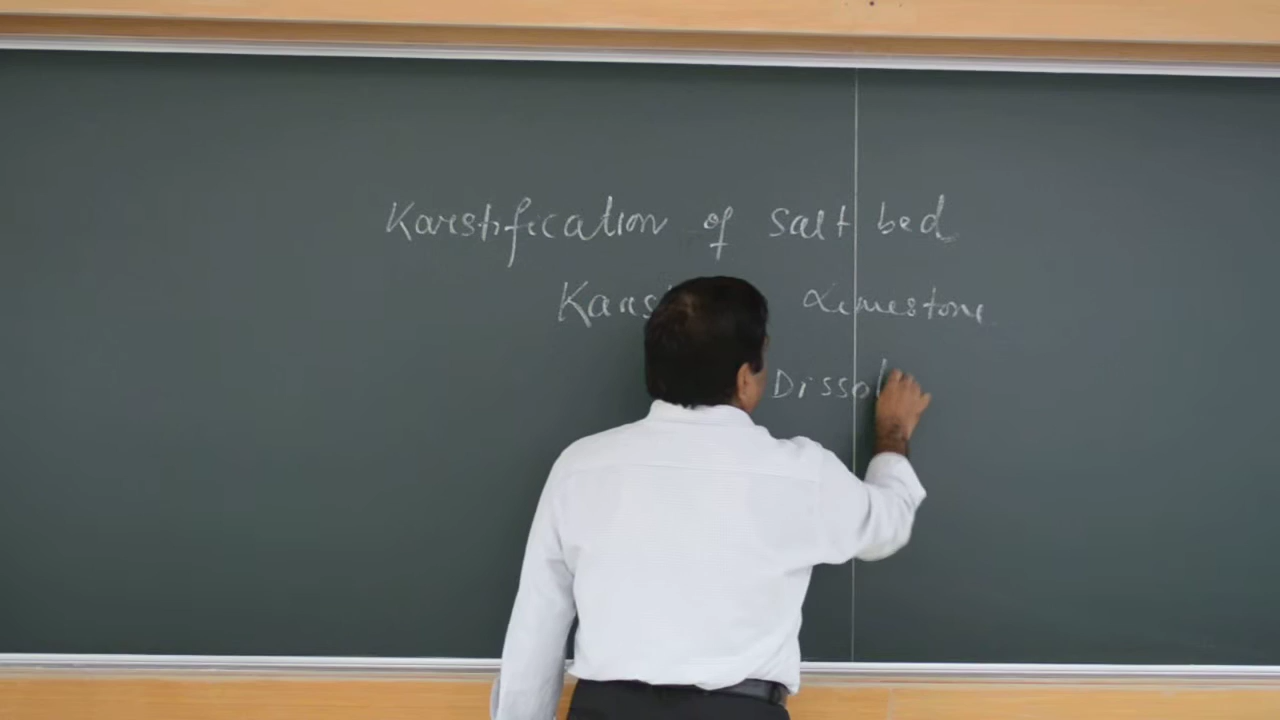 Karstification of salt bed
Kars Limestone
Dissol